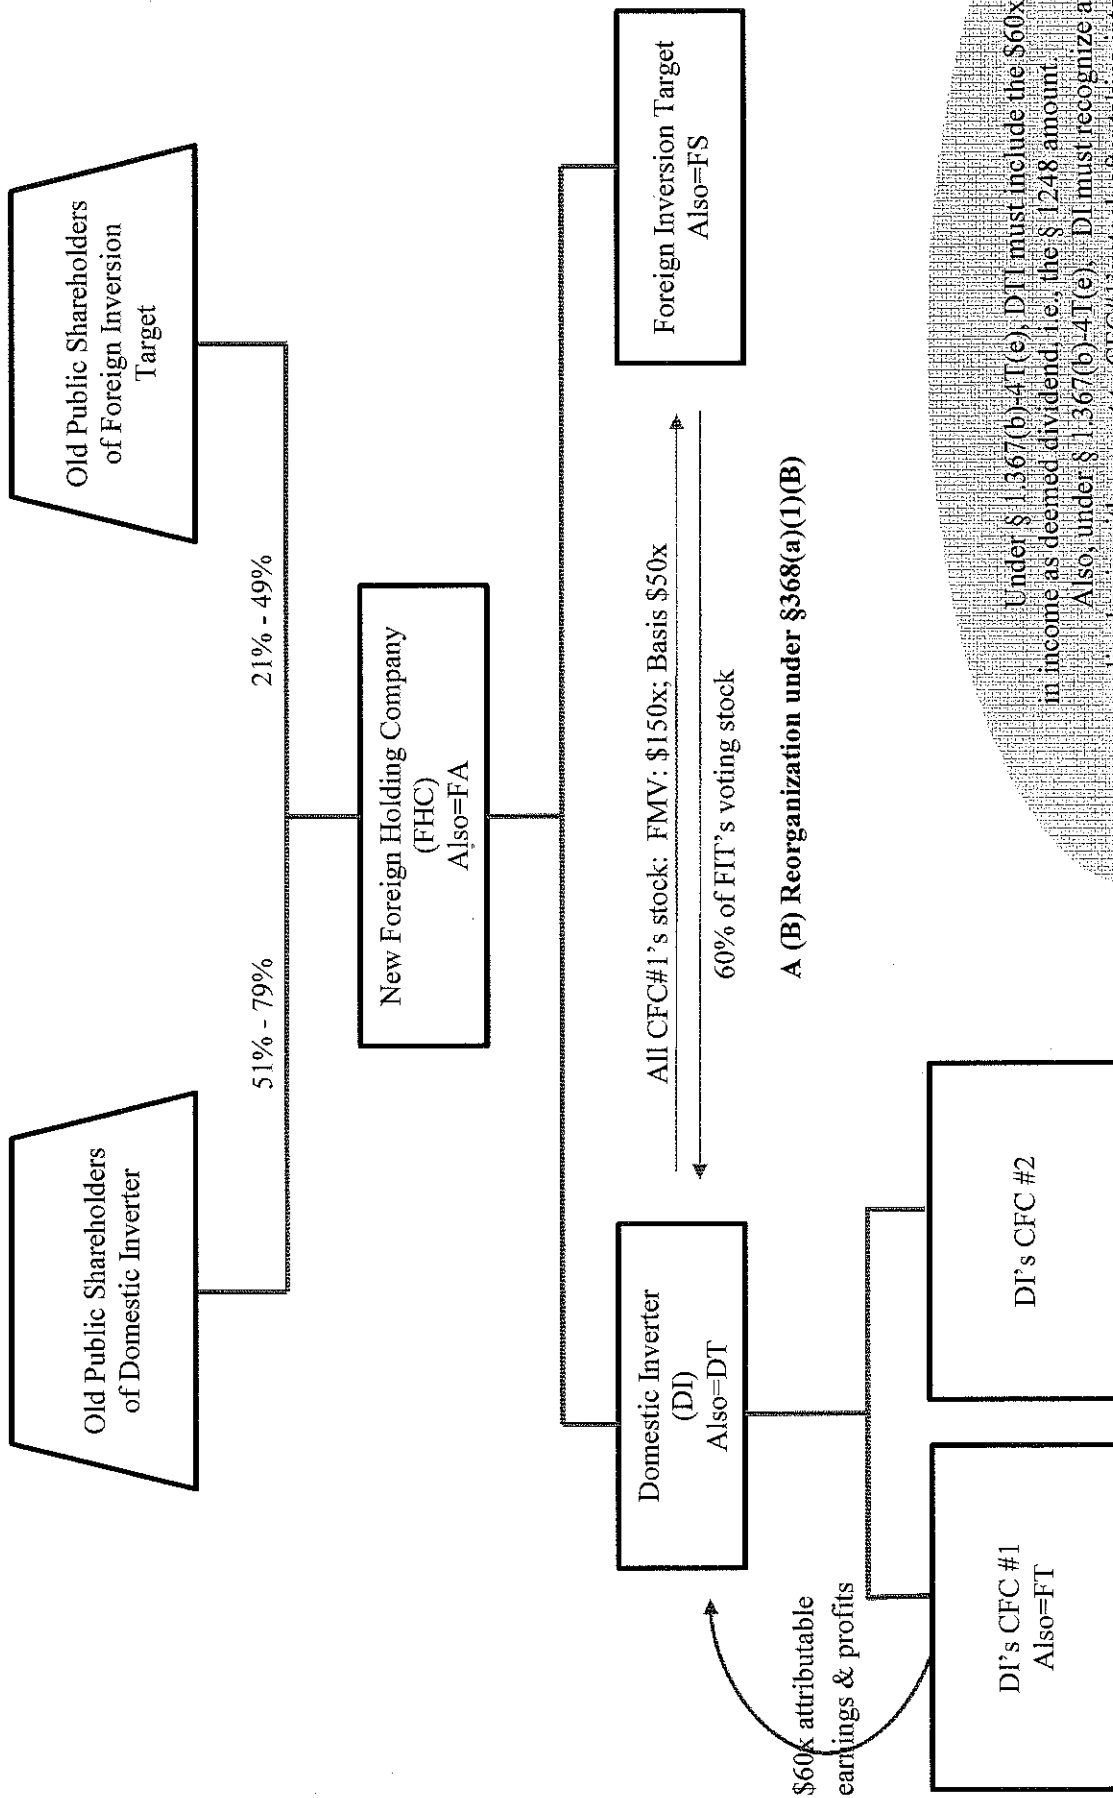 Old Public Shareholders
of Domestic Inverter
Old Public Shareholders
of Foreign Inversion
Target
51% - 79%
21% - 49%
New Foreign Holding Company
(FHC)
Also=FA
Domestic Inverter
(DI)
Also=DT
Foreign Inversion Target
Also=FS
All CFC#1's stock: FMV: $150x; Basis $50x
60% of FIT's voting stock
A (B) Reorganization under §368(a)(1)(B)
$60x attributable
earnings & profits
DI's CFC #1
Also=FT
DI's CFC #2
Under § 1.367(b)-4T(e), DTI must include the $60x
in income as deemed dividend, i.e., the § 1248 amount.
Also, under § 1.367(b)-4T(e), DI must recognize a